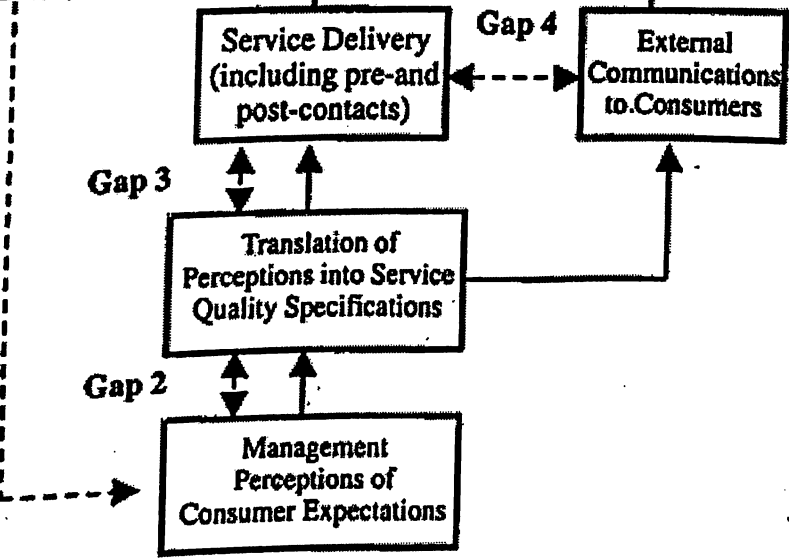 Service Delivery
(including pre-and
post-contacts)
Gap 4
External
Communications
to.Consumers
Gap 3
Translation of
Perceptions into Service
Quality Specifications
Gap 2
Management
Perceptions of
Consumer Expectations